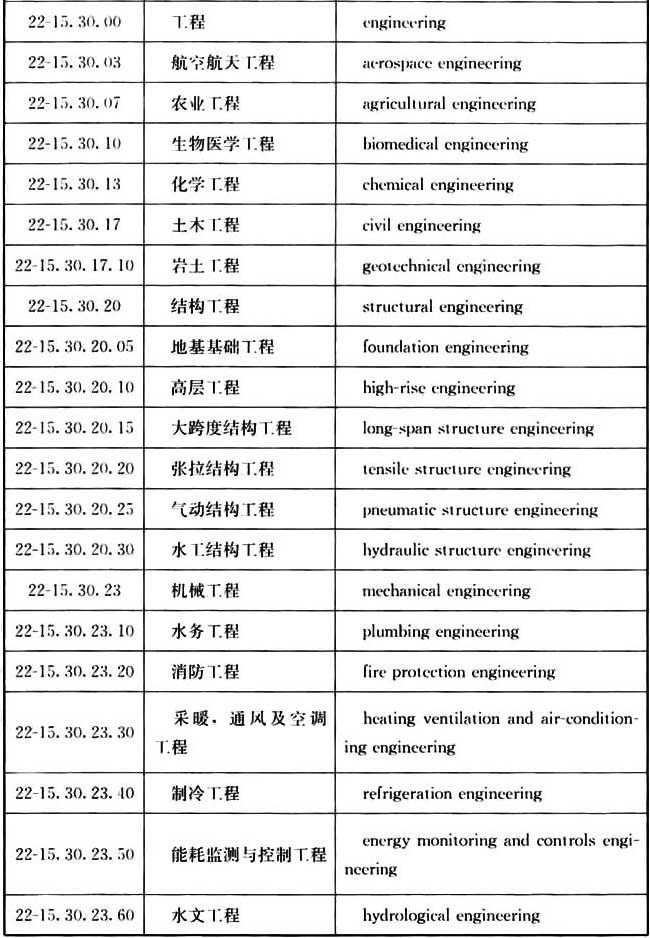 22-15.30.00 工程 engineering
22-15.30.03 航空航天工程 aerospace engineering
22-15.30.07 农业工程 agricultural engineering
22-15.30.10 生物医学工程 biomedical engineering
22-15.30.13 化学工程 chemical engineering
22-15.30.17 土木工程 civil engineering
22-15.30.17.10 岩土工程 geotechnical engineering
22-15.30.20 结构工程 structural engineering
22-15.30.20.05 地基基础工程 foundation engineering
22-15.30.20.10 高层工程 high-rise engineering
22-15.30.20.15 大跨度结构工程 long-span structure engineering
22-15.30.20.20 张拉结构工程 tensile structure engineering
22-15.30.20.25 气动结构工程 pneumatic structure engineering
22-15.30.20.30 水工结构工程 hydraulic structure engineering
22-15.30.23 机械工程 mechanical engineering
22-15.30.23.10 水务工程 plumbing engineering
22-15.30.23.20 消防工程 fire protection engineering
22-15.30.23.30 采暖，通风及空调
工程
heating ventilation and air-condition-
ing engineering
22-15.30.23.40 制冷工程 refrigeration engineering
22-15.30.23.50 能耗监测与控制工程
energy monitoring and controls engi-
neering
22-15.30.23.60 水文工程 hydrological engineering